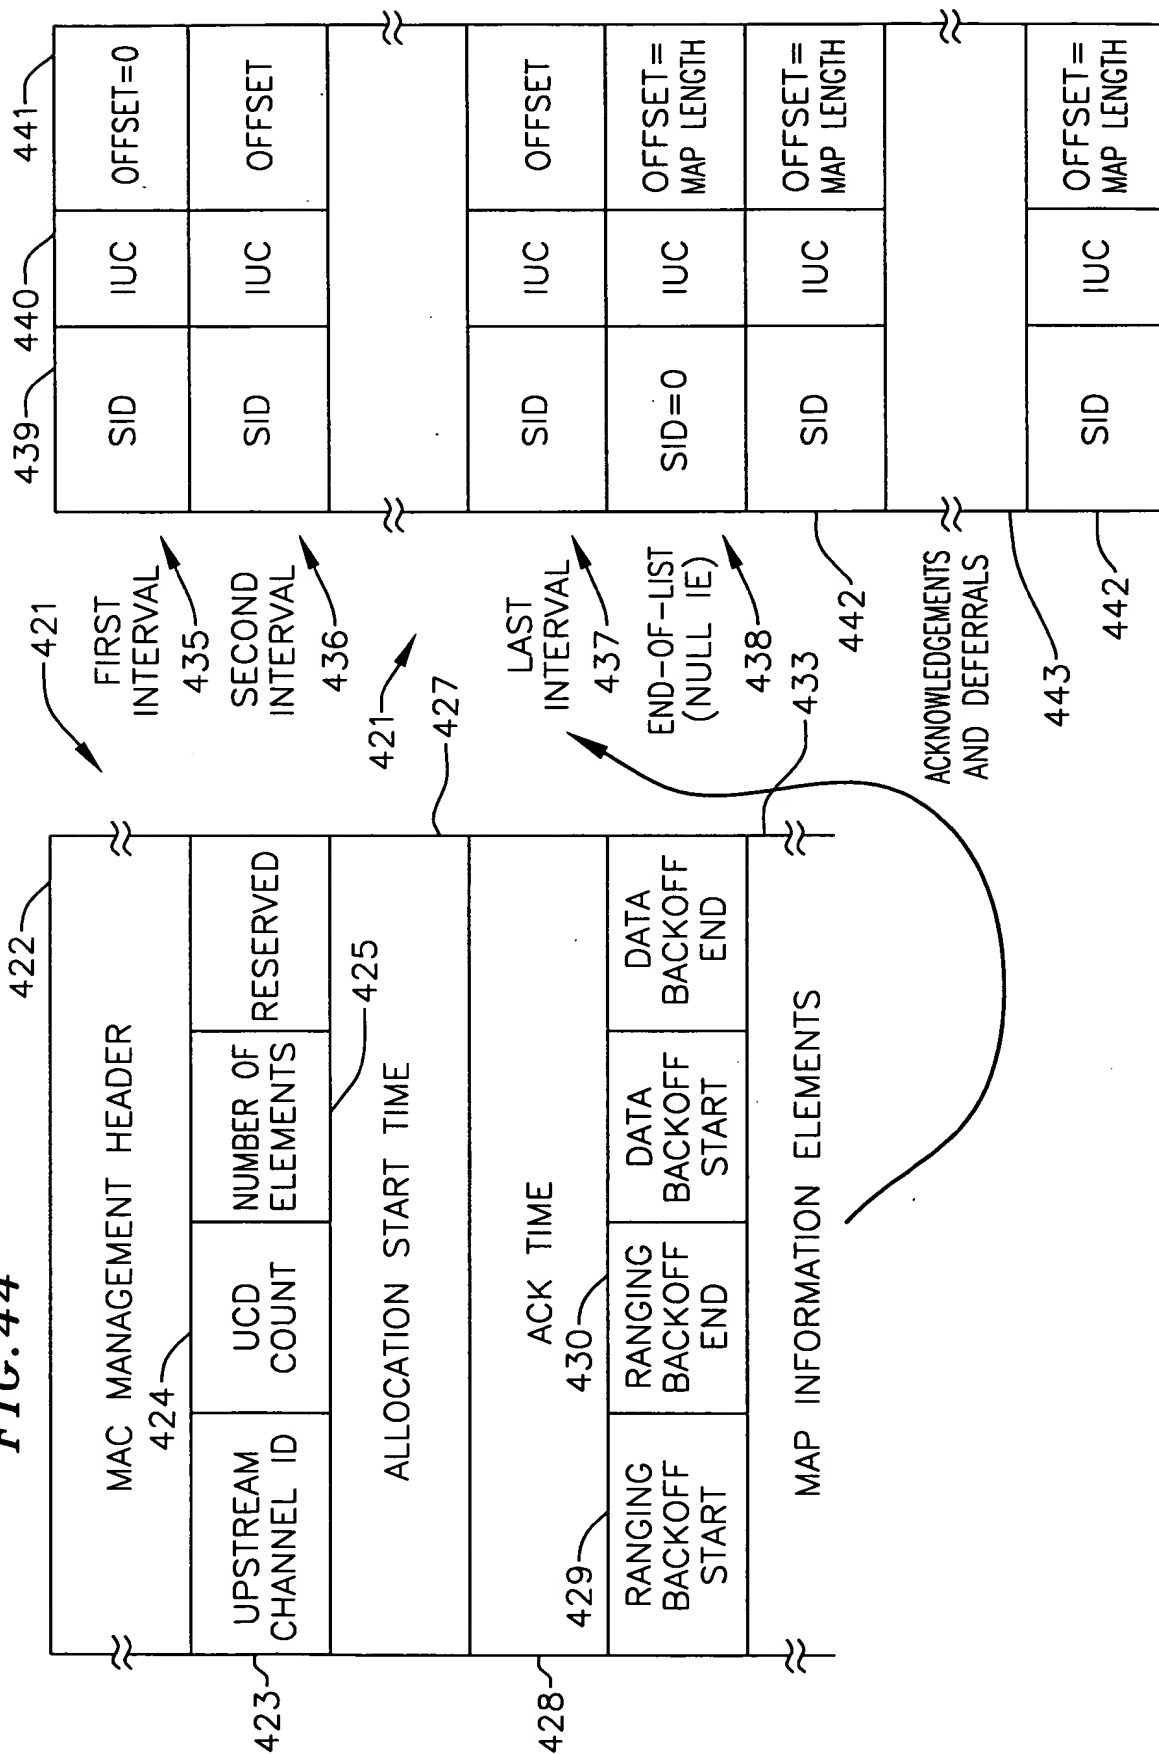 FIG. 44
422
421
MAC MANAGEMENT HEADER
424
423
UPSTREAM
CHANNEL ID
UCD
COUNT
NUMBER OF
ELEMENTS
RESERVED
425
ALLOCATION START TIME
427
428
ACK TIME
429
430
RANGING
BACKOFF
START
RANGING
BACKOFF
END
DATA
BACKOFF
START
DATA
BACKOFF
END
433
MAP INFORMATION ELEMENTS
439
440
441
FIRST
INTERVAL
435
SID
IUC
OFFSET=0
SECOND
INTERVAL
436
SID
IUC
OFFSET
421
LAST
INTERVAL
437
SID
IUC
OFFSET
END-OF-LIST
(NULL IE)
438
SID=0
IUC
OFFSET=
MAP LENGTH
442
SID
IUC
OFFSET=
MAP LENGTH
ACKNOWLEDGEMENTS
AND DEFERRALS
443
442
SID
IUC
OFFSET=
MAP LENGTH